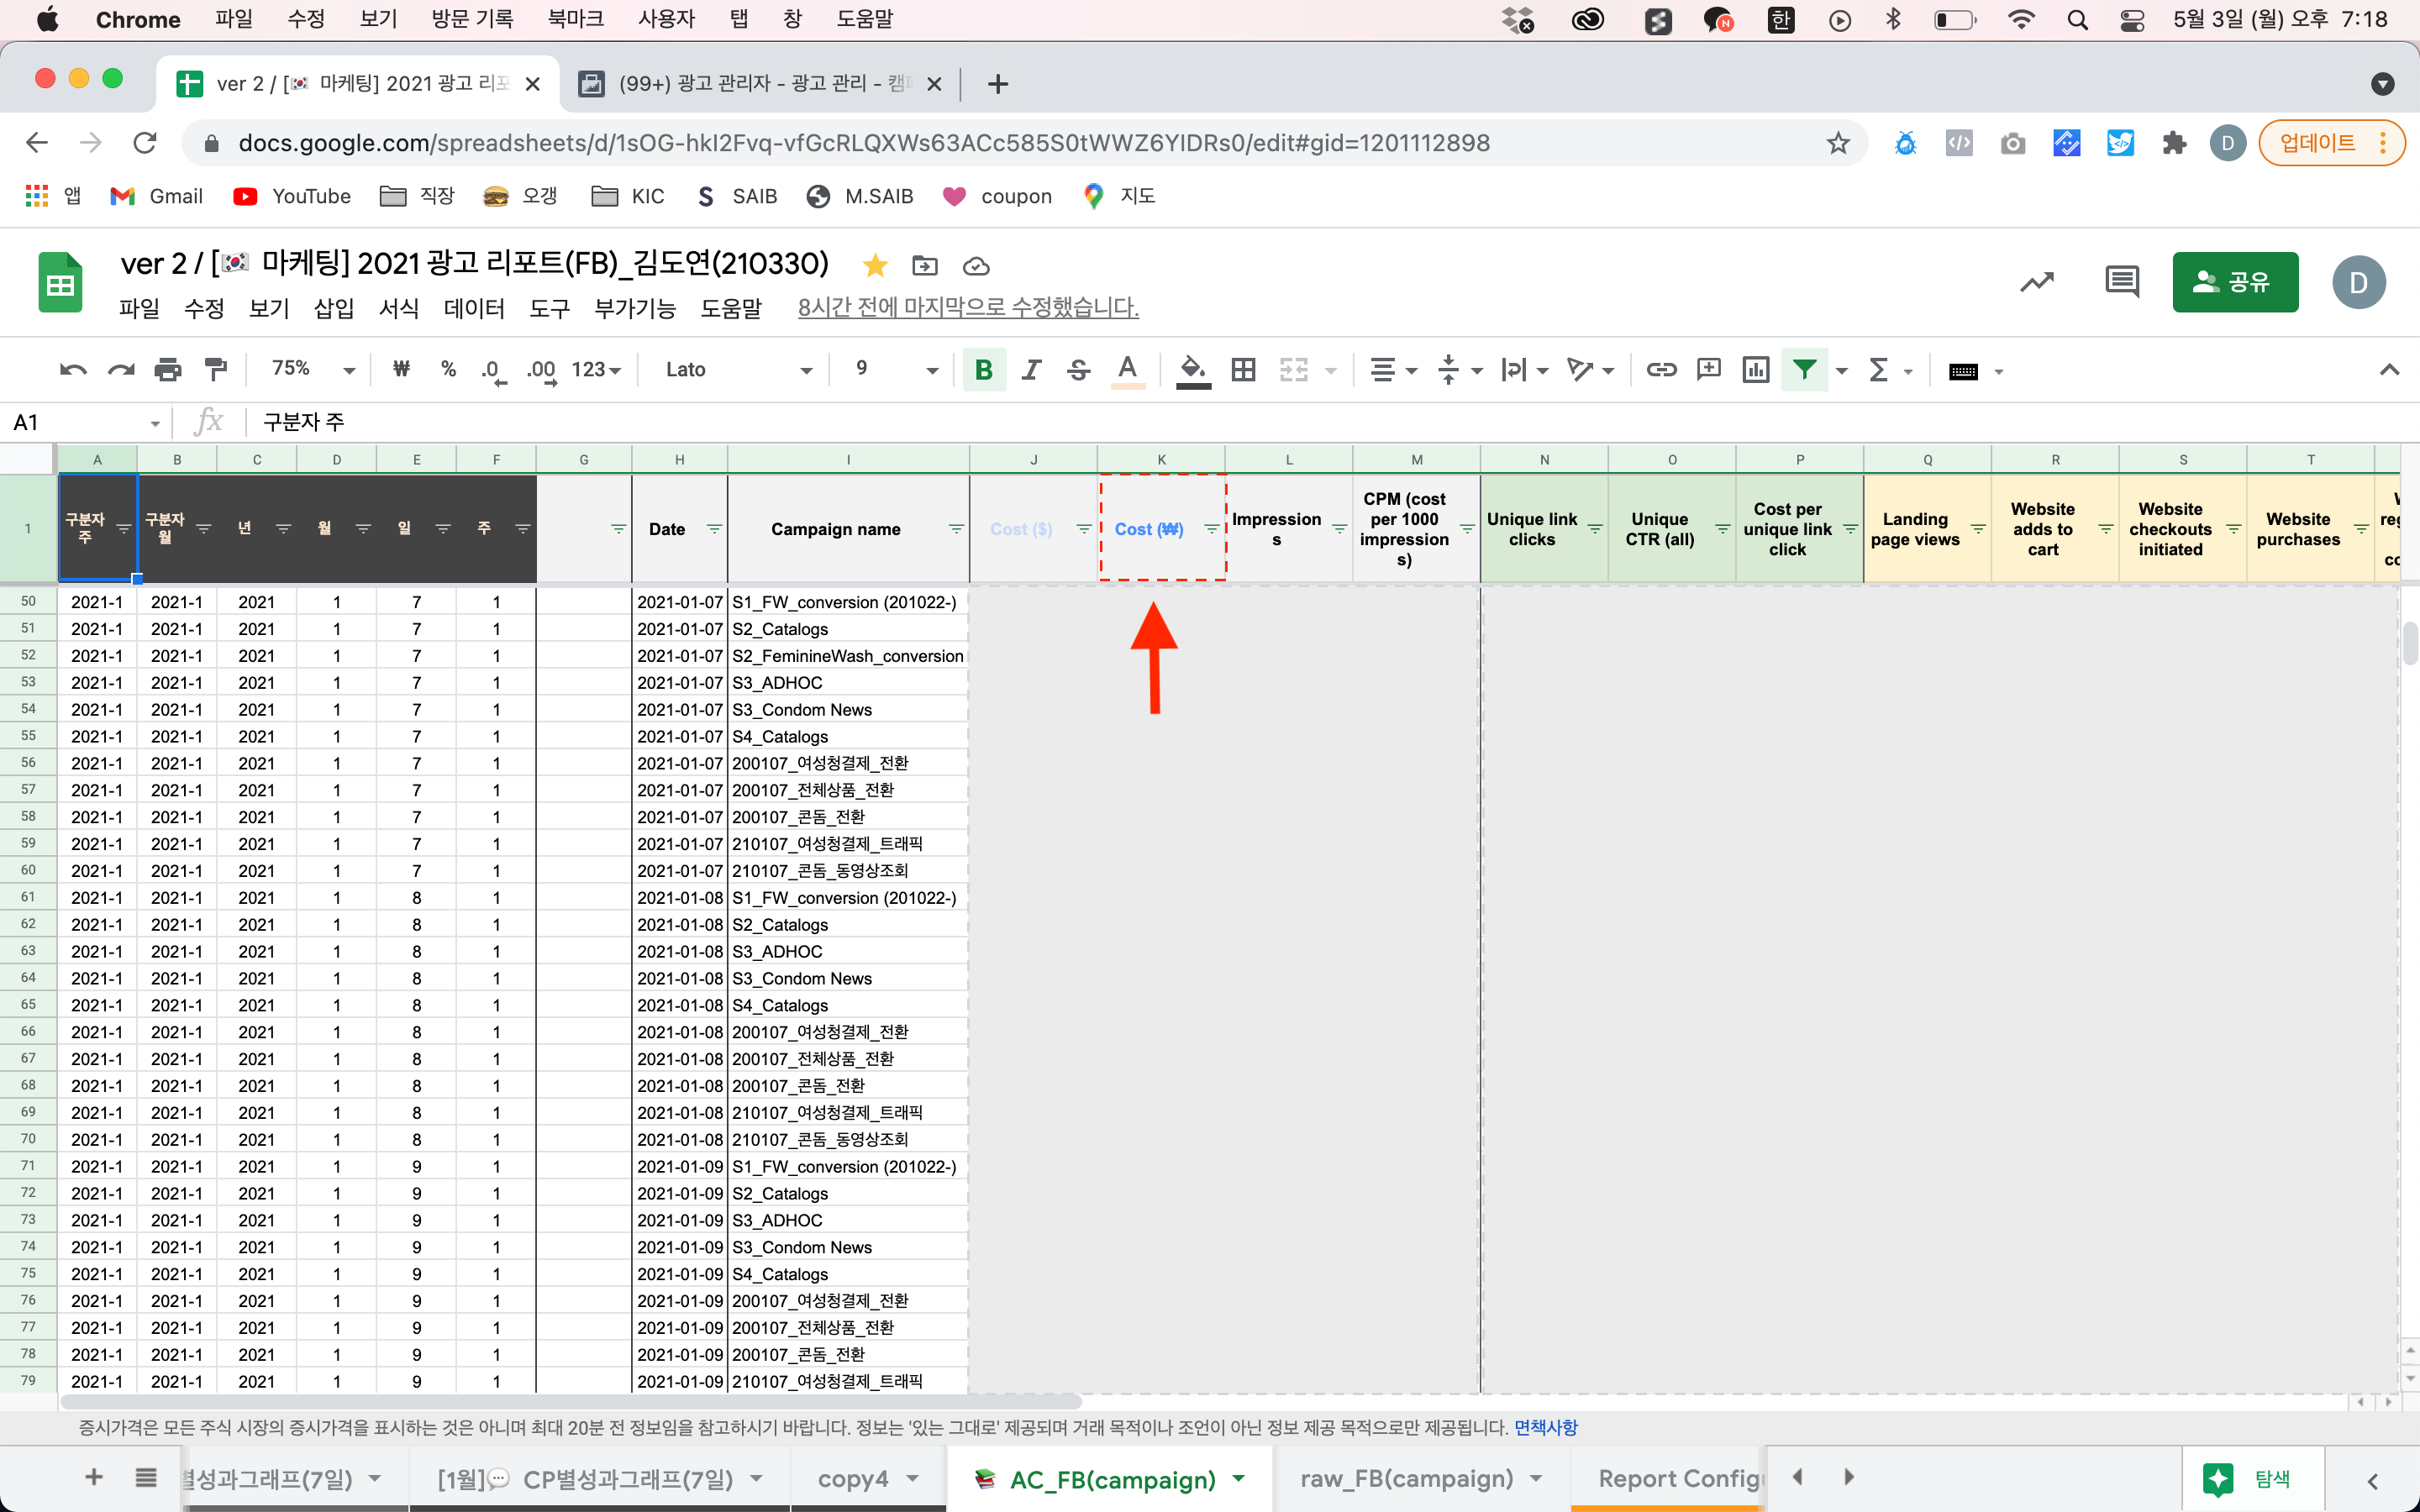 Chrome 파일 수정 보기 방문 기록 북마크 사용자 탭 창 도움말 한 5월 3일 (월) 오후 7:18
ver 2 / [🇰🇷 마케팅] 2021 광고 리포 (99+) 광고 관리자 - 광고 관리 - 캠
docs.google.com/spreadsheets/d/1sOG-hkI2Fvq-vfGcRLQXWs63ACc585S0tWWZ6YIDRs0/edit#gid=1201112898 D 업데이트
앱 Gmail YouTube 직장 오갱 KIC S SAIB M.SAIB coupon 지도
ver 2 / [🇰🇷 마케팅] 2021 광고 리포트(FB)_김도연(210330)
공유 D
파일 수정 보기 삽입 서식 데이터 도구 부가기능 도움말 8시간 전에 마지막으로 수정했습니다.
75% ₩ % .0 .00 123 Lato 9 B I S A
A1 fx 구분자 주
A B C D E F G H I J K L M N O P Q R S T
1 구분자 주 구분자 월 년 월 일 주 Date Campaign name Cost ($) Cost (₩) Impressions CPM (cost per 1000 impressions) Unique link clicks Unique CTR (all) Cost per unique link click Landing page views Website adds to cart Website checkouts initiated Website purchases
50 2021-1 2021-1 2021 1 7 1 2021-01-07 S1_FW_conversion (201022-)
51 2021-1 2021-1 2021 1 7 1 2021-01-07 S2_Catalogs
52 2021-1 2021-1 2021 1 7 1 2021-01-07 S2_FeminineWash_conversion
53 2021-1 2021-1 2021 1 7 1 2021-01-07 S3_ADHOC
54 2021-1 2021-1 2021 1 7 1 2021-01-07 S3_Condom News
55 2021-1 2021-1 2021 1 7 1 2021-01-07 S4_Catalogs
56 2021-1 2021-1 2021 1 7 1 2021-01-07 200107_여성청결제_전환
57 2021-1 2021-1 2021 1 7 1 2021-01-07 200107_전체상품_전환
58 2021-1 2021-1 2021 1 7 1 2021-01-07 200107_콘돔_전환
59 2021-1 2021-1 2021 1 7 1 2021-01-07 210107_여성청결제_트래픽
60 2021-1 2021-1 2021 1 7 1 2021-01-07 210107_콘돔_동영상조회
61 2021-1 2021-1 2021 1 8 1 2021-01-08 S1_FW_conversion (201022-)
62 2021-1 2021-1 2021 1 8 1 2021-01-08 S2_Catalogs
63 2021-1 2021-1 2021 1 8 1 2021-01-08 S3_ADHOC
64 2021-1 2021-1 2021 1 8 1 2021-01-08 S3_Condom News
65 2021-1 2021-1 2021 1 8 1 2021-01-08 S4_Catalogs
66 2021-1 2021-1 2021 1 8 1 2021-01-08 200107_여성청결제_전환
67 2021-1 2021-1 2021 1 8 1 2021-01-08 200107_전체상품_전환
68 2021-1 2021-1 2021 1 8 1 2021-01-08 200107_콘돔_전환
69 2021-1 2021-1 2021 1 8 1 2021-01-08 210107_여성청결제_트래픽
70 2021-1 2021-1 2021 1 8 1 2021-01-08 210107_콘돔_동영상조회
71 2021-1 2021-1 2021 1 9 1 2021-01-09 S1_FW_conversion (201022-)
72 2021-1 2021-1 2021 1 9 1 2021-01-09 S2_Catalogs
73 2021-1 2021-1 2021 1 9 1 2021-01-09 S3_ADHOC
74 2021-1 2021-1 2021 1 9 1 2021-01-09 S3_Condom News
75 2021-1 2021-1 2021 1 9 1 2021-01-09 S4_Catalogs
76 2021-1 2021-1 2021 1 9 1 2021-01-09 200107_여성청결제_전환
77 2021-1 2021-1 2021 1 9 1 2021-01-09 200107_전체상품_전환
78 2021-1 2021-1 2021 1 9 1 2021-01-09 200107_콘돔_전환
79 2021-1 2021-1 2021 1 9 1 2021-01-09 210107_여성청결제_트래픽
증시가격은 모든 주식 시장의 증시가격을 표시하는 것은 아니며 최대 20분 전 정보임을 참고하시기 바랍니다. 정보는 '있는 그대로' 제공되며 거래 목적이나 조언이 아닌 정보 제공 목적으로만 제공됩니다. 면책사항
별성과그래프(7일) [1월]💬 CP별성과그래프(7일) copy4 📚 AC_FB(campaign) raw_FB(campaign) Report Config 탐색